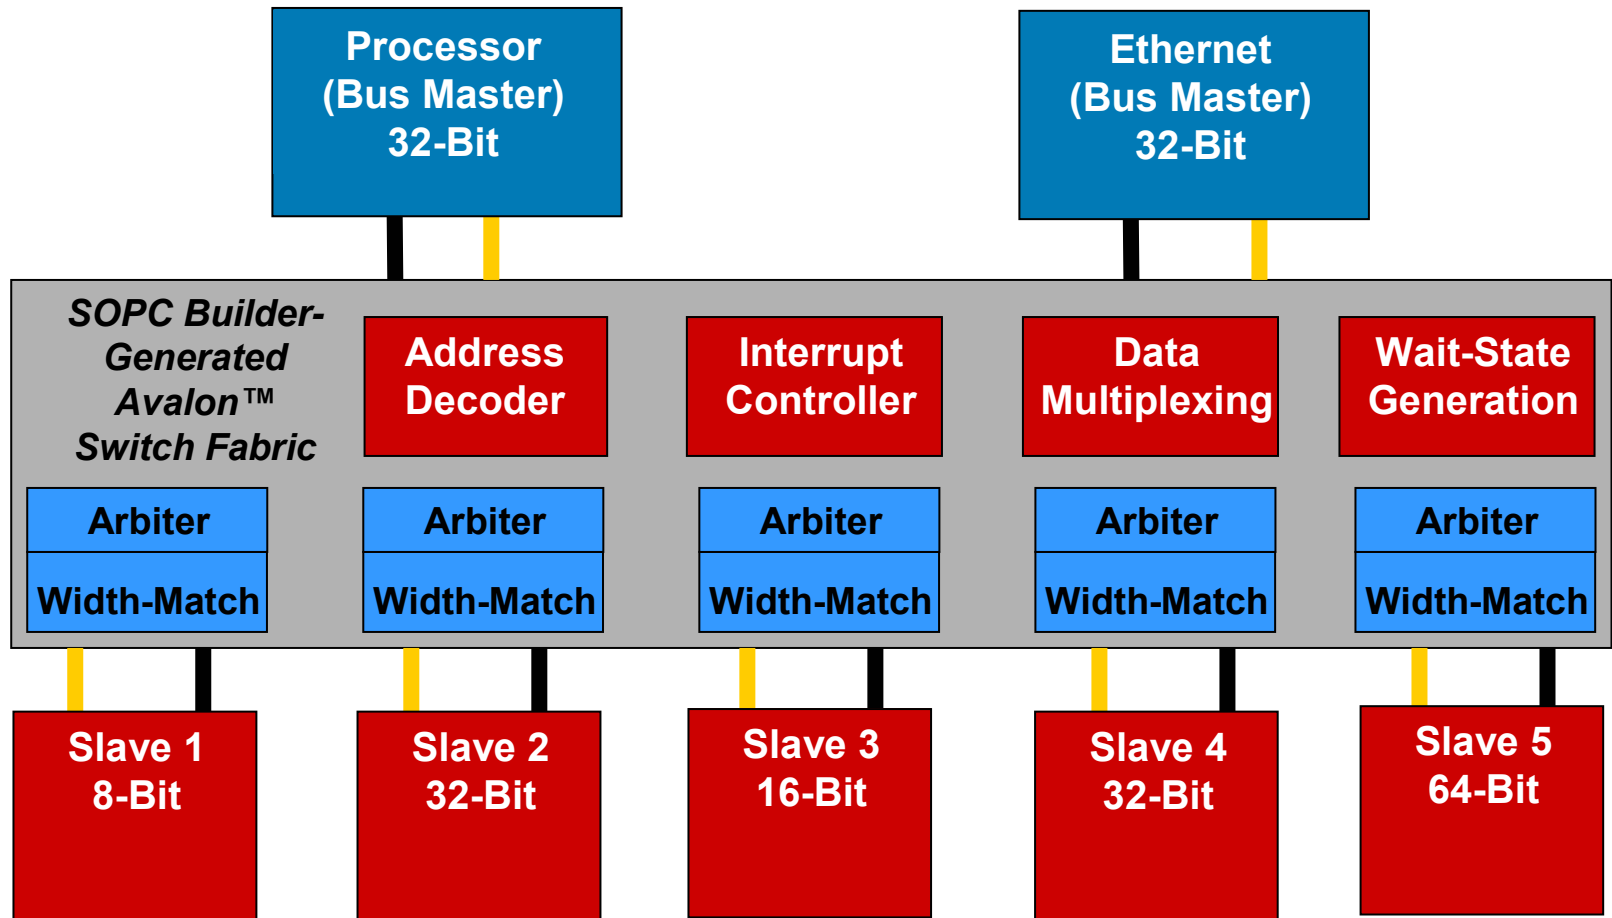 Processor
(Bus Master)
32-Bit
Ethernet
(Bus Master)
32-Bit
SOPC Builder-
Generated
Avalon™
Switch Fabric
Address
Decoder
Interrupt
Controller
Data
Multiplexing
Wait-State
Generation
Arbiter
Width-Match
Arbiter
Width-Match
Arbiter
Width-Match
Arbiter
Width-Match
Arbiter
Width-Match
Slave 1
8-Bit
Slave 2
32-Bit
Slave 3
16-Bit
Slave 4
32-Bit
Slave 5
64-Bit